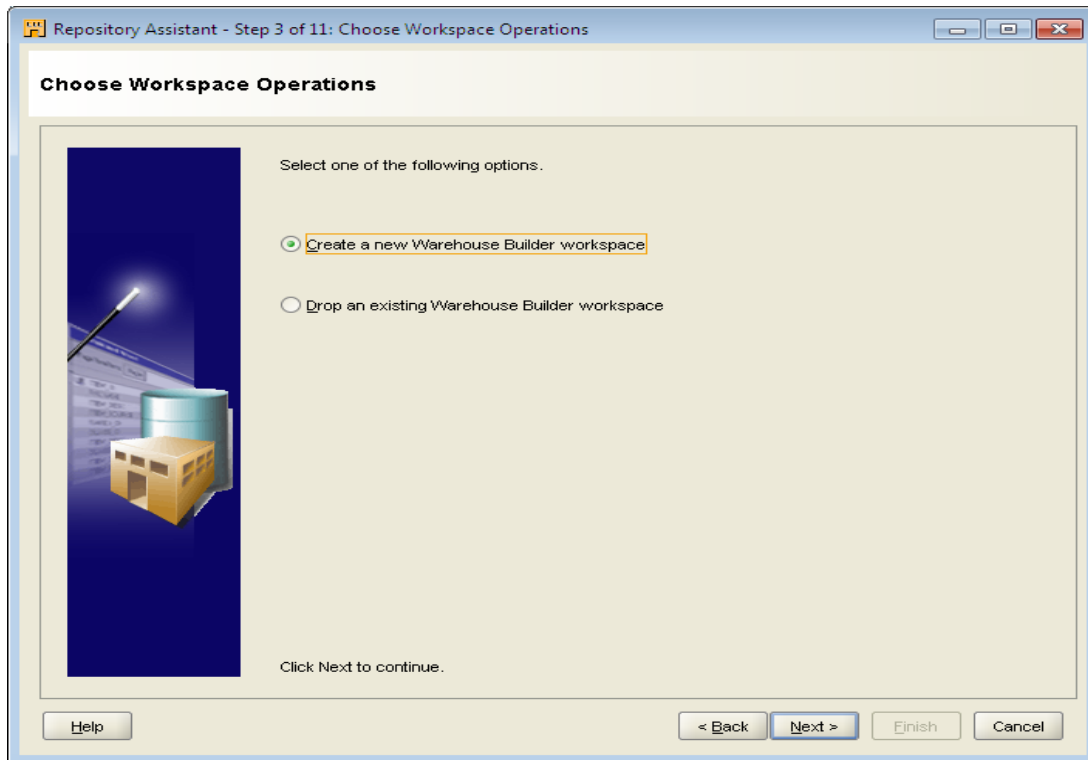 Repository Assistant - Step 3 of 11: Choose Workspace Operations
Choose Workspace Operations
Select one of the following options.
Create a new Warehouse Builder workspace
Drop an existing Warehouse Builder workspace
Click Next to continue.
Help
< Back
Next >
Finish
Cancel